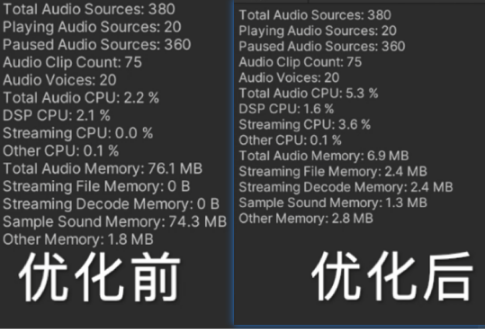 Total Audio Sources: 380
Playing Audio Sources: 20
Paused Audio Sources: 360
Audio Clip Count: 75
Audio Voices: 20
Total Audio CPU: 2.2 %
DSP CPU: 2.1 %
Streaming CPU: 0.0 %
Other CPU: 0.1 %
Total Audio Memory: 76.1 MB
Streaming File Memory: 0 B
Streaming Decode Memory: 0 B
Sample Sound Memory: 74.3 MB
Other Memory: 1.8 MB
优化前
Total Audio Sources: 380
Playing Audio Sources: 20
Paused Audio Sources: 360
Audio Clip Count: 75
Audio Voices: 20
Total Audio CPU: 5.3 %
DSP CPU: 1.6 %
Streaming CPU: 3.6 %
Other CPU: 0.1 %
Total Audio Memory: 6.9 MB
Streaming File Memory: 2.4 MB
Streaming Decode Memory: 2.4 MB
Sample Sound Memory: 1.3 MB
Other Memory: 2.8 MB
优化后